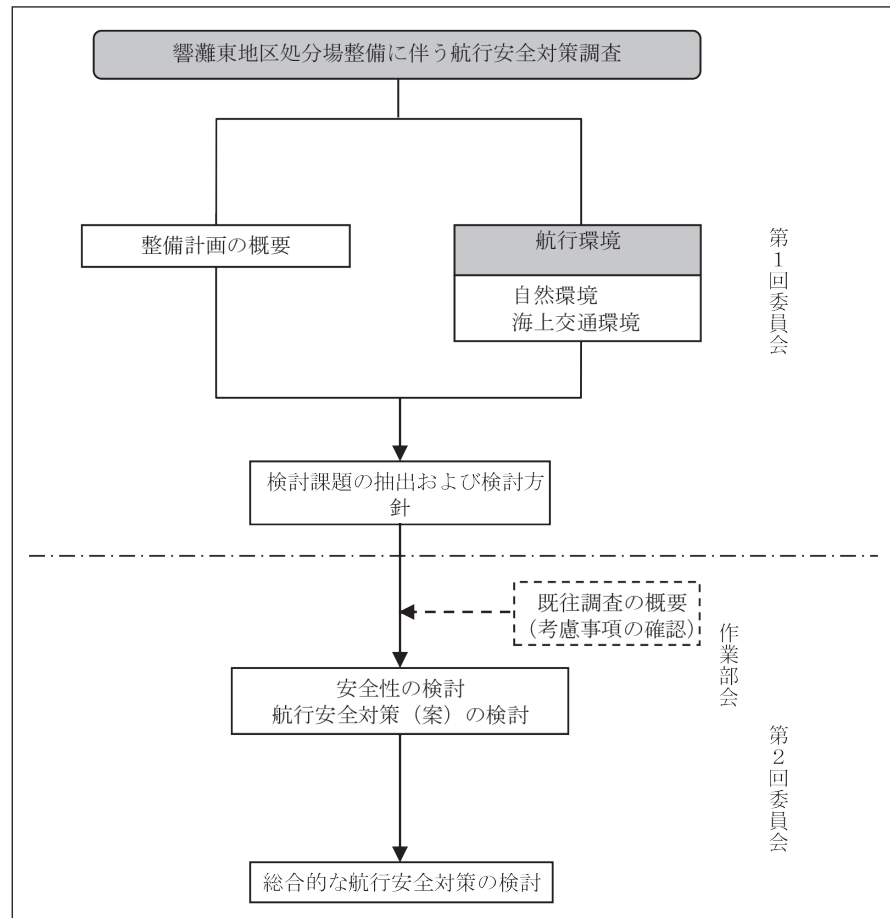 響灘東地区処分場整備に伴う航行安全対策調査
整備計画の概要
航行環境
自然環境
海上交通環境
第1回委員会
検討課題の抽出および検討方
針
既往調査の概要
(考慮事項の確認)
作業部会
安全性の検討
航行安全対策(案)の検討
第2回委員会
総合的な航行安全対策の検討